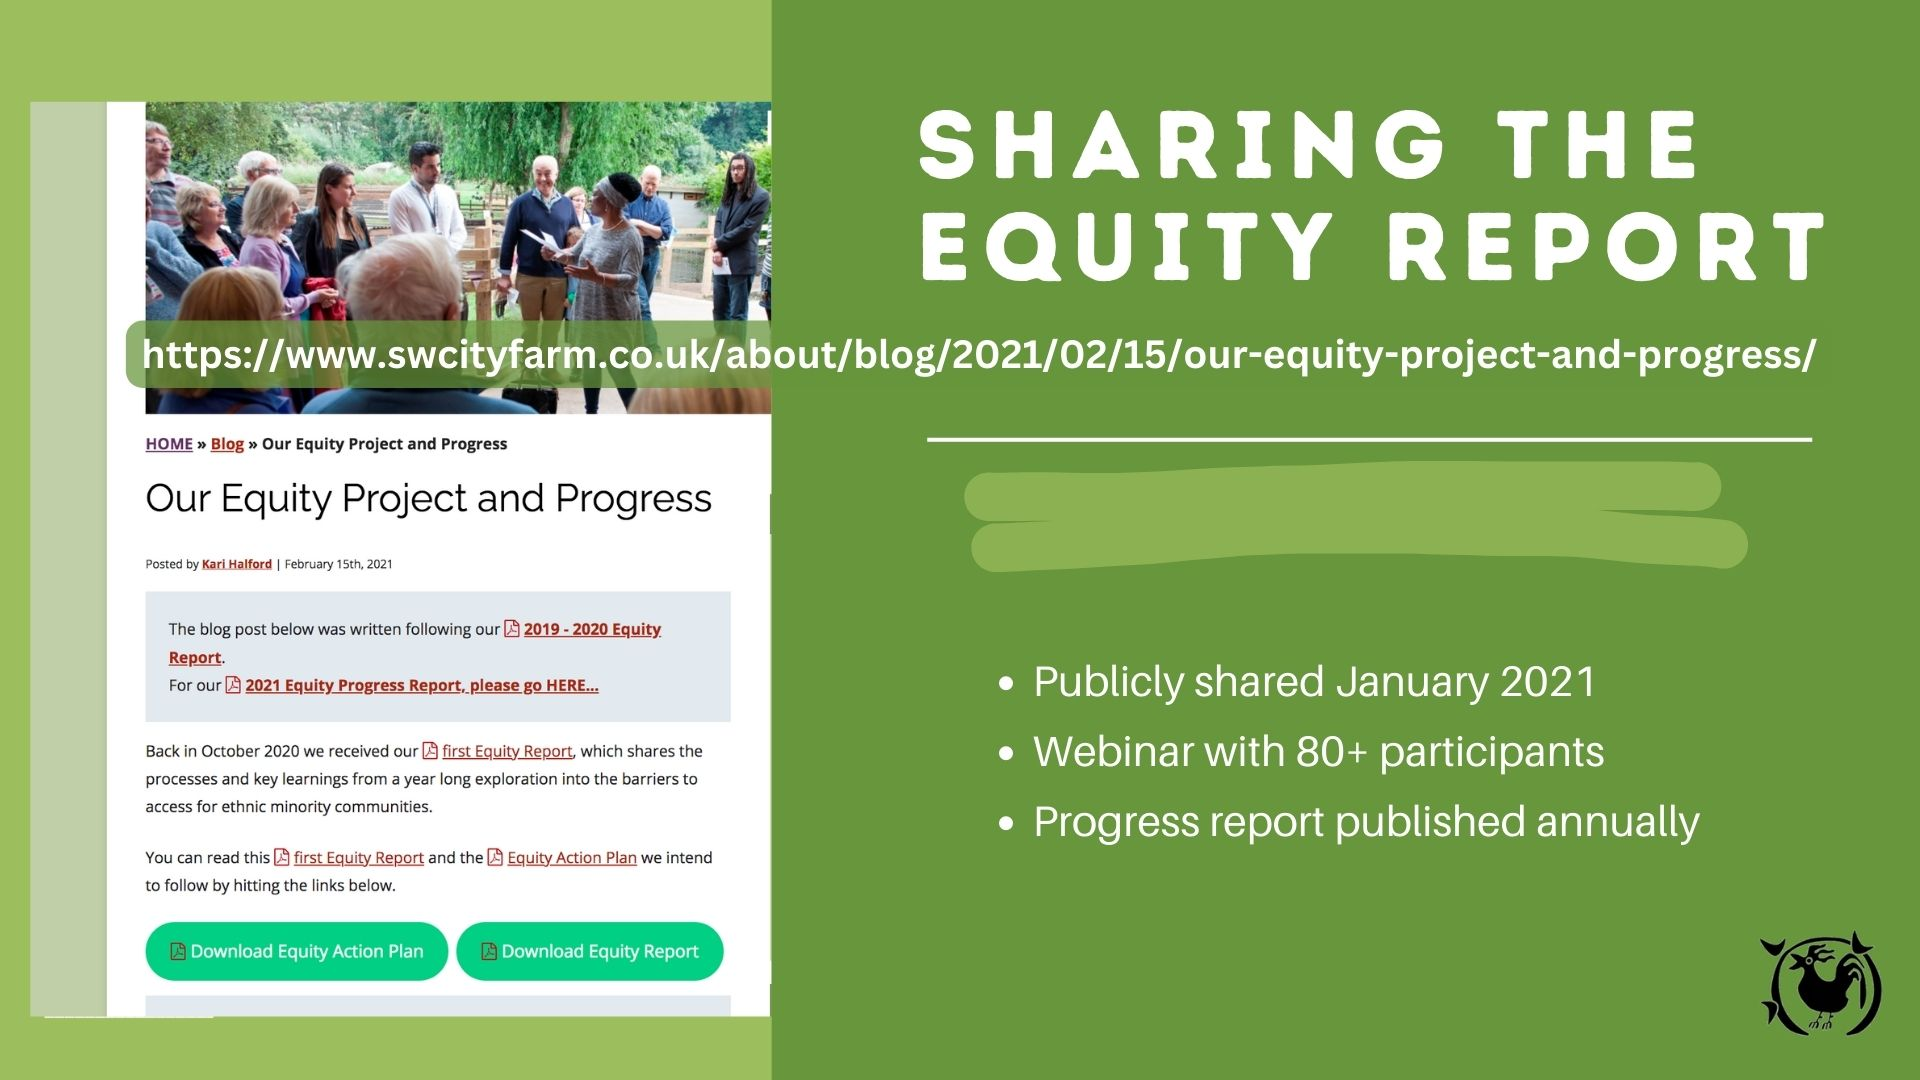 SHARING THE
EQUITY REPORT
https://www.swcityfarm.co.uk/about/blog/2021/02/15/our-equity-project-and-progress/
HOME » Blog » Our Equity Project and Progress
Our Equity Project and Progress
Posted by Kari Halford | February 15th, 2021
The blog post below was written following our 2019 - 2020 Equity
Report.
For our 2021 Equity Progress Report, please go HERE...
Back in October 2020 we received our first Equity Report, which shares the
processes and key learnings from a year long exploration into the barriers to
access for ethnic minority communities.
You can read this first Equity Report and the Equity Action Plan we intend
to follow by hitting the links below.
Download Equity Action Plan
Download Equity Report
• Publicly shared January 2021
• Webinar with 80+ participants
• Progress report published annually